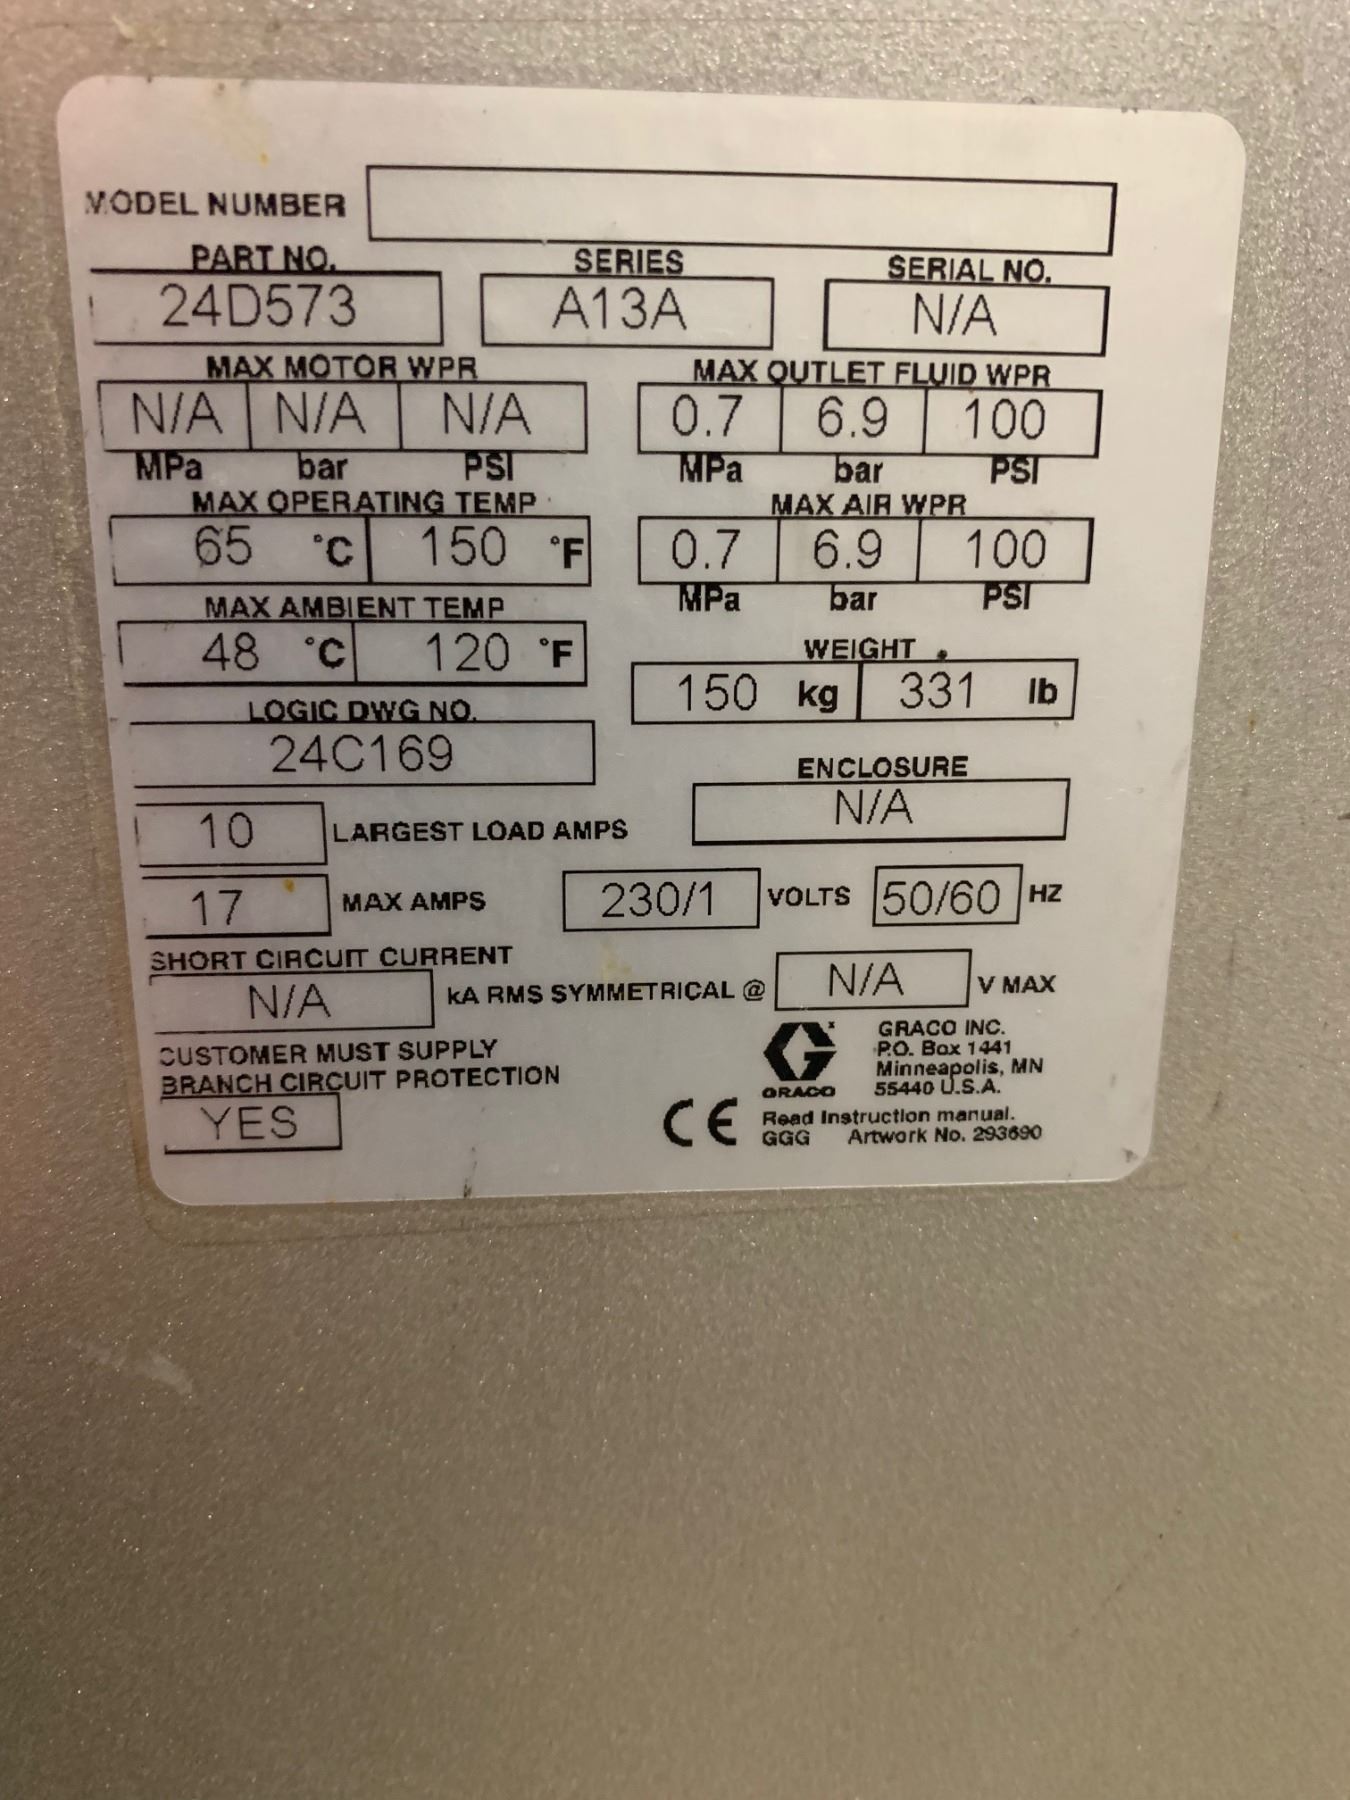 MODEL NUMBER
PART NO. SERIES SERIAL NO.
24D573 A13A N/A
MAX MOTOR WPR MAX OUTLET FLUID WPR
N/A N/A N/A 0.7 6.9 100
MPa bar PSI MPa bar PSI
MAX OPERATING TEMP MAX AIR WPR
65 °C 150 °F 0.7 6.9 100
MPa bar PSI
MAX AMBIENT TEMP
48 °C 120 °F
WEIGHT
150 kg 331 lb
LOGIC DWG NO.
24C169
ENCLOSURE
N/A
10 LARGEST LOAD AMPS
17 MAX AMPS 230/1 VOLTS 50/60 HZ
SHORT CIRCUIT CURRENT
N/A kA RMS SYMMETRICAL @ N/A V MAX
CUSTOMER MUST SUPPLY
BRANCH CIRCUIT PROTECTION
YES
GRACO
GRACO INC.
P.O. Box 1441
Minneapolis, MN
55440 U.S.A.
CE Read Instruction manual.
GGG Artwork No. 293690